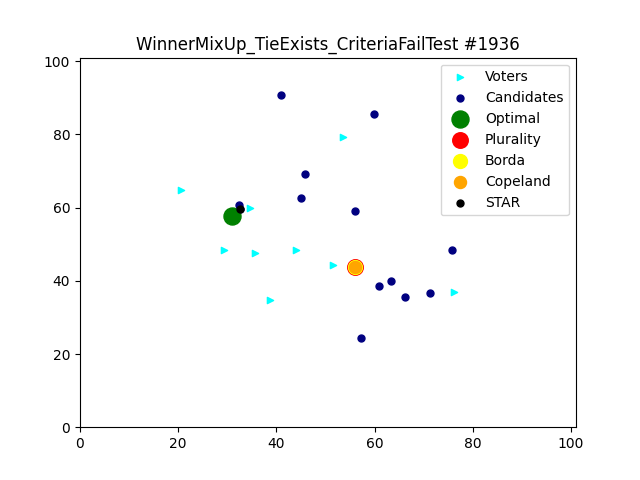 WinnerMixUp_TieExists_CriteriaFailTest #1936
Voters
Candidates
Optimal
Plurality
Borda
Copeland
STAR
100
80
60
40
20
0
0 20 40 60 80 100